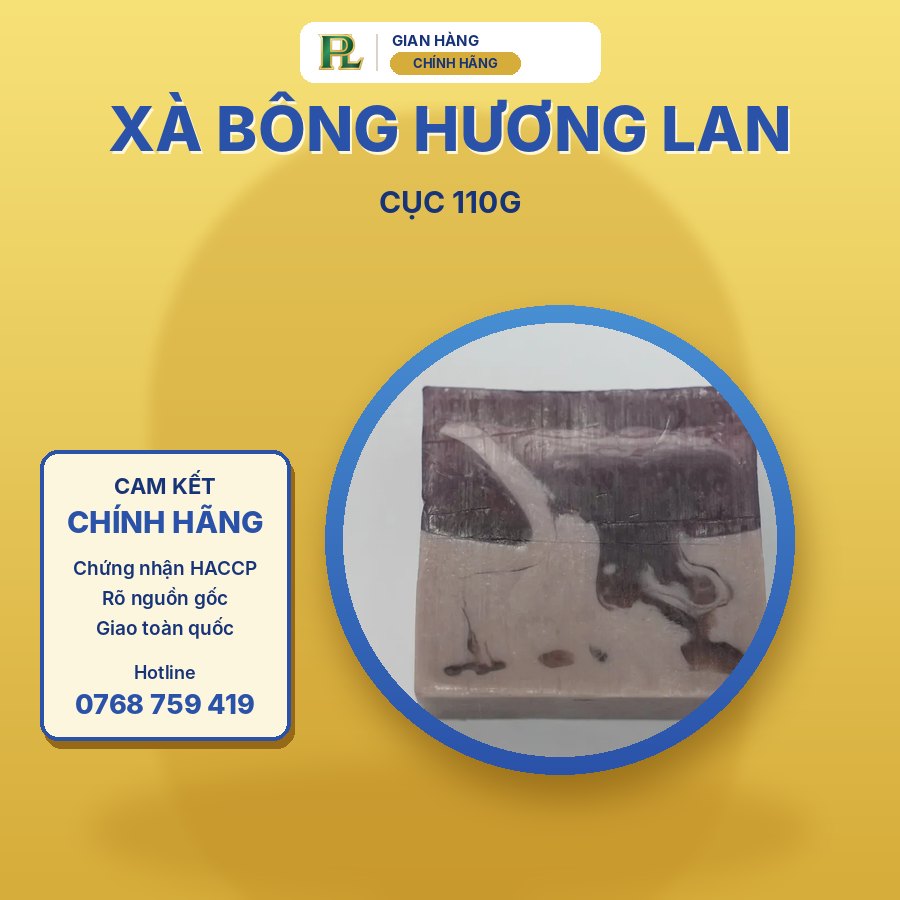 PL
GIAN HÀNG
CHÍNH HÃNG
XÀ BÔNG HƯƠNG LAN
CỤC 110G
CAM KẾT
CHÍNH HÃNG
Chứng nhận HACCP
Rõ nguồn gốc
Giao toàn quốc
Hotline
0768 759 419